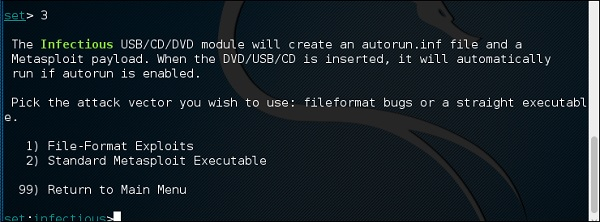 set> 3
The Infectious USB/CD/DVD module will create an autorun.inf file and a
Metasploit payload. When the DVD/USB/CD is inserted, it will automatically
run if autorun is enabled.
Pick the attack vector you wish to use: fileformat bugs or a straight executabl
e.
1) File-Format Exploits
2) Standard Metasploit Executable
99) Return to Main Menu
set:infectious>